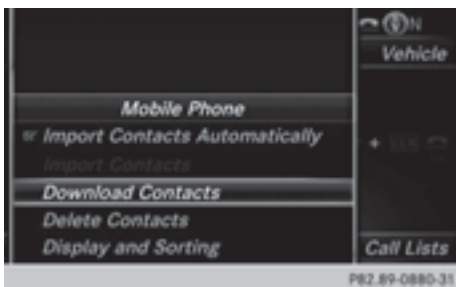 N
Vehicle
Mobile Phone
Import Contacts Automatically
Import Contacts
Download Contacts
Delete Contacts
Display and Sorting
Call Lists
P82.89-0880-31